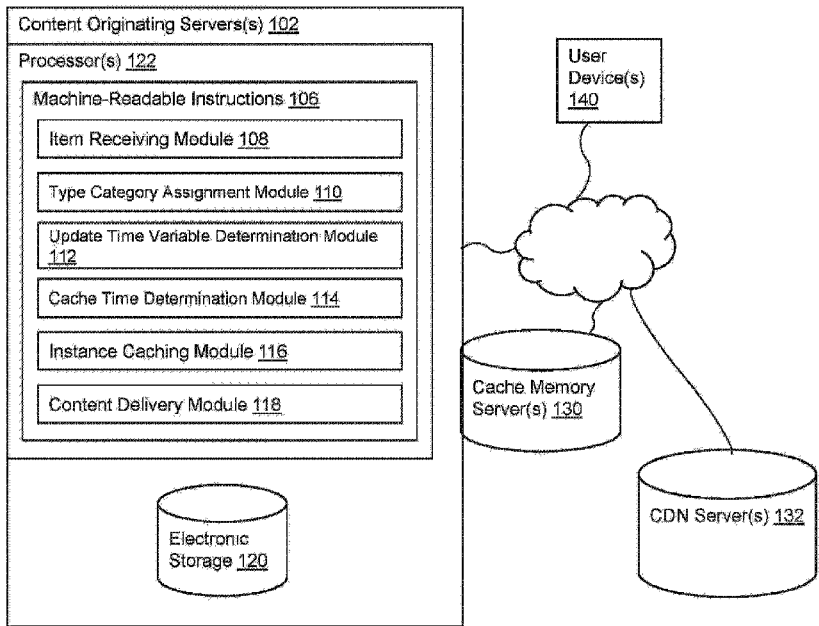 Content Originating Servers(s) 102
Processor(s) 122
Machine-Readable Instructions 106
Item Receiving Module 108
Type Category Assignment Module 110
Update Time Variable Determination Module
112
Cache Time Determination Module 114
Instance Caching Module 116
Content Delivery Module 118
Electronic
Storage 120
User
Device(s)
140
Cache Memory
Server(s) 130
CDN Server(s) 132